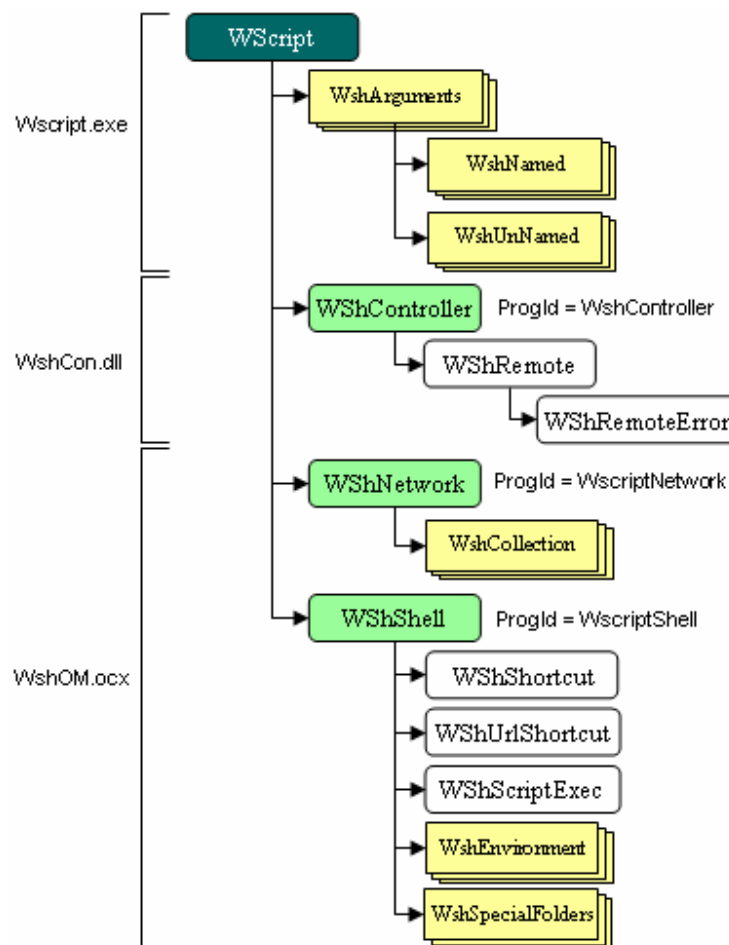 WScript
WshArguments
Wscript.exe
WshNamed
WshUnNamed
WShController
ProgId = WshController
WshCon.dll
WShRemote
WShRemoteError
WShNetwork
ProgId = WscriptNetwork
WshCollection
WShShell
ProgId = WscriptShell
WshOM.ocx
WShShortcut
WShUrlShortcut
WShScriptExec
WshEnvironment
WshSpecialFolders